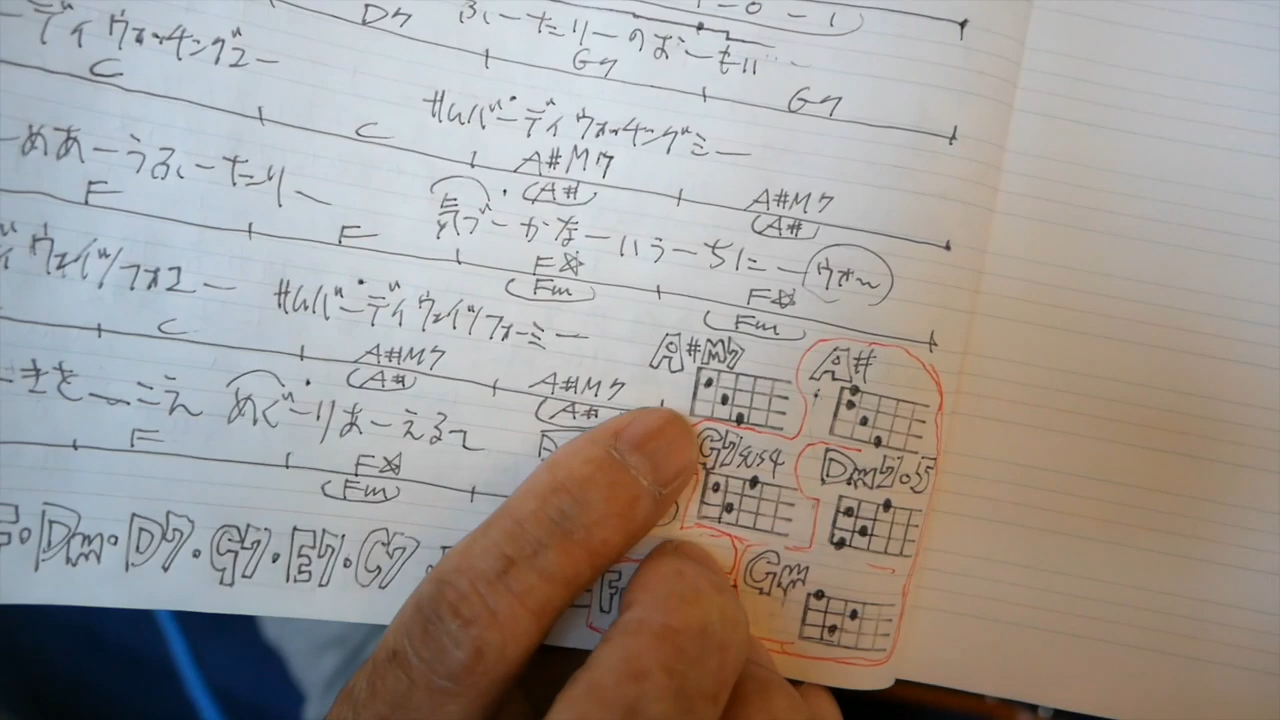 D7 ふーたりーのおーもい
ーディウォッチングユー G7
C サムバーディウォッチングミー G7
C A#M7 A#M7
ーめあーうふーたりー (A#) (A#)
F 気づーかなーいうーちにー ウォー
F F
(Fm) (Fm)
ィウェイツフォユー サムバーディウェイツフォーミー
C A#M7 A#M7 A#M7 A#
(A#) (A#)
ーきを〜こえ めぐーりあーえる〜
F F G7sus4 Dm7-5
(Fm)
F・Dm・D7・G7・E7・C7 Gm